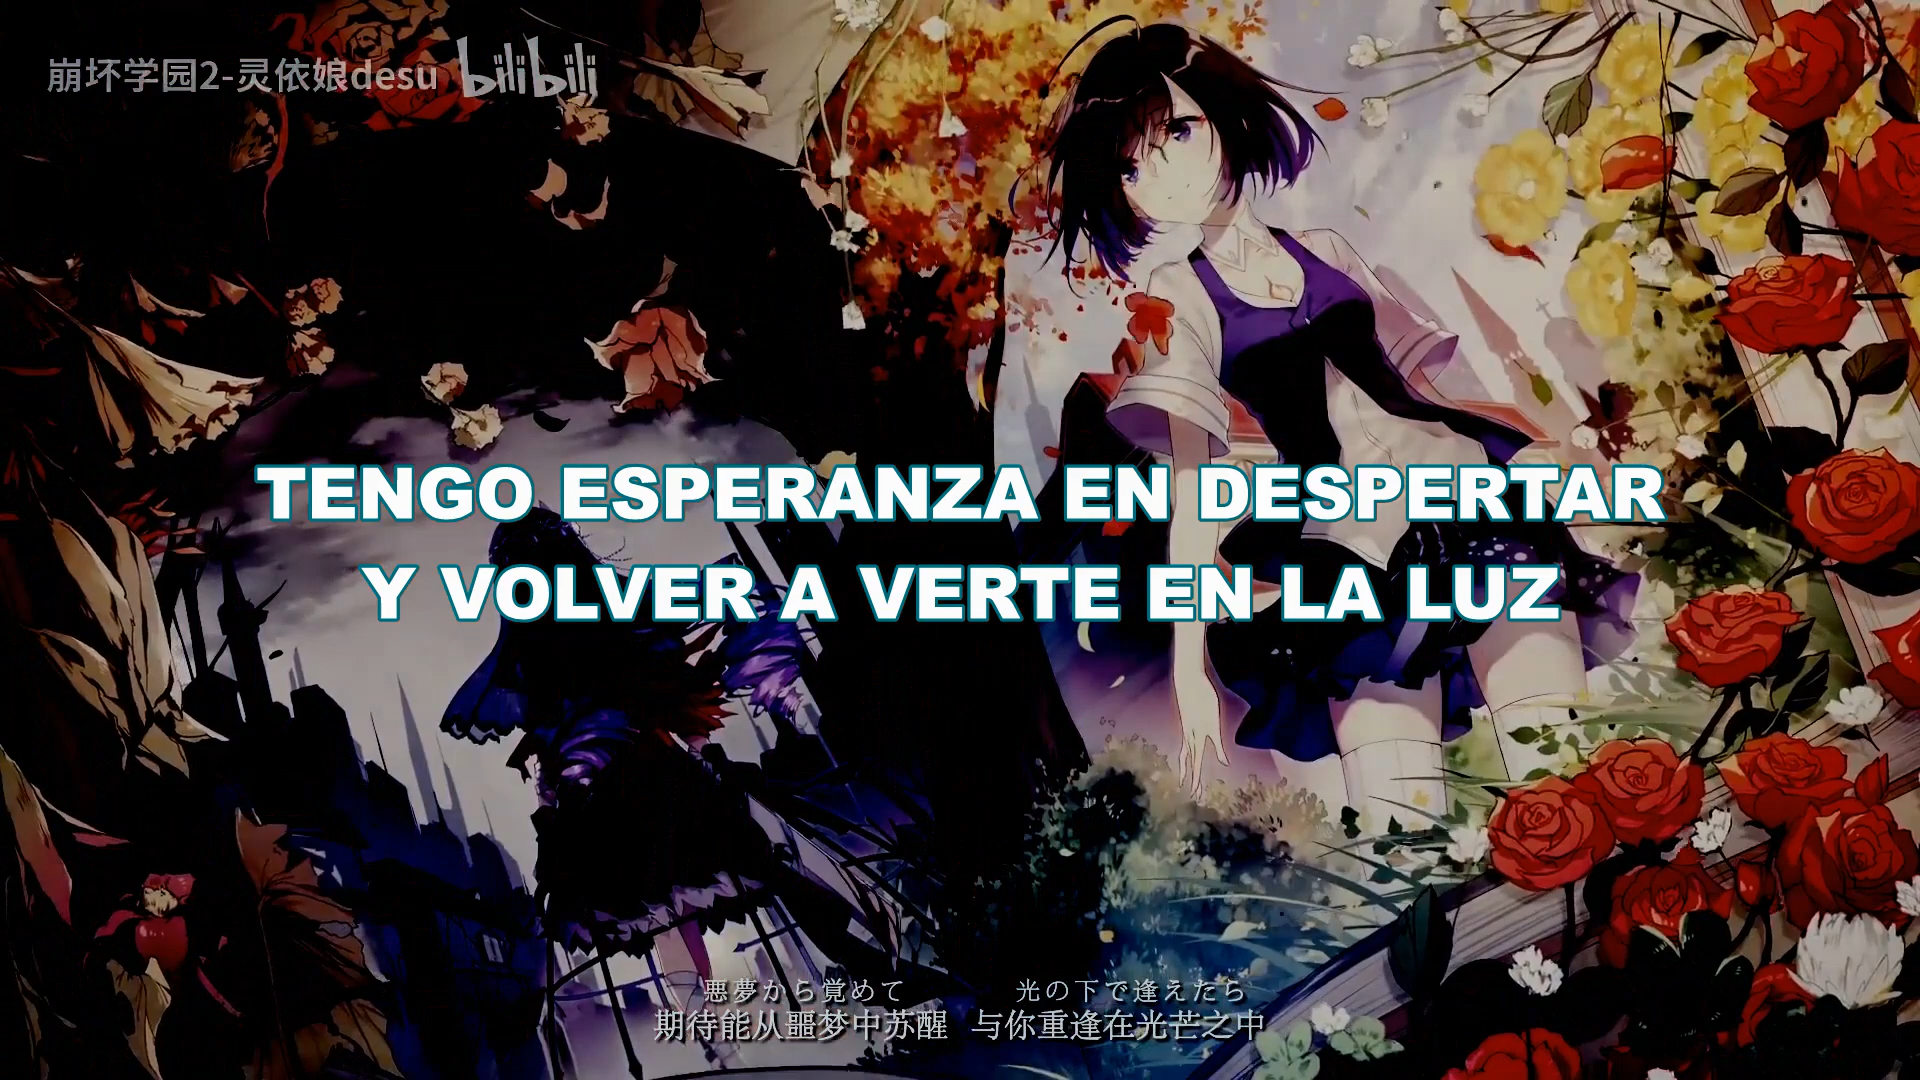 崩坏学园2-灵依娘desu bilibili
TENGO ESPERANZA EN DESPERTAR
Y VOLVER A VERTE EN LA LUZ
悪夢から覚めて 光の下で逢えたら
期待能从噩梦中苏醒 与你重逢在光芒之中